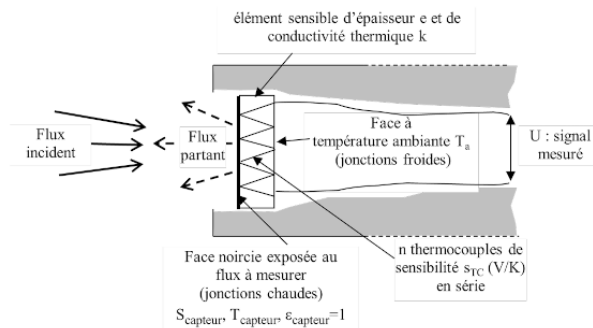 élément sensible d'épaisseur e et de
conductivité thermique k
Flux
incident
Flux
partant
Face à
température ambiante Ta
(jonctions froides)
U : signal
mesuré
Face noircie exposée au
flux à mesurer
(jonctions chaudes)
Scapteur, Tcapteur, εcapteur=1
n thermocouples de
sensibilité sTC (V/K)
en série